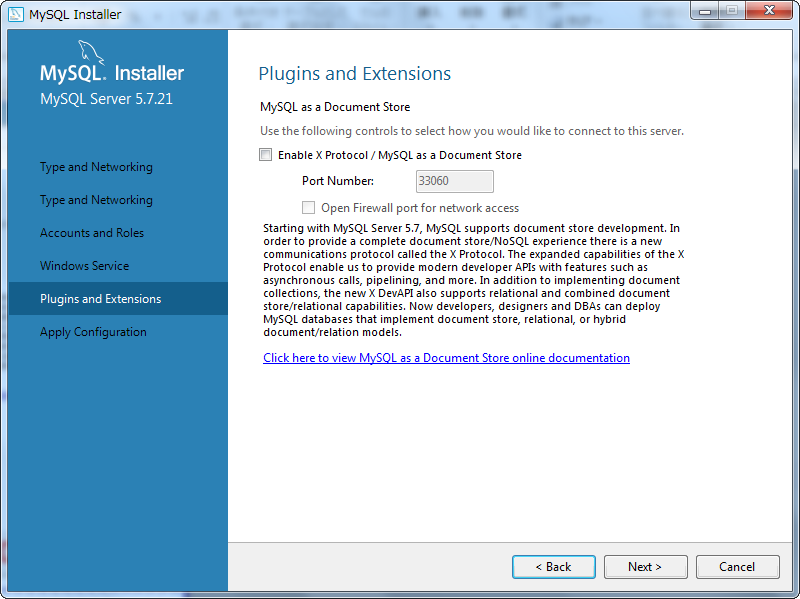 MySQL Installer
MySQL. Installer
MySQL Server 5.7.21
Type and Networking
Type and Networking
Accounts and Roles
Windows Service
Plugins and Extensions
Apply Configuration
Plugins and Extensions
MySQL as a Document Store
Use the following controls to select how you would like to connect to this server.
Enable X Protocol / MySQL as a Document Store
Port Number:
33060
Open Firewall port for network access
Starting with MySQL Server 5.7, MySQL supports document store development. In
order to provide a complete document store/NoSQL experience there is a new
communications protocol called the X Protocol. The expanded capabilities of the X
Protocol enable us to provide modern developer APIs with features such as
asynchronous calls, pipelining, and more. In addition to implementing document
collections, the new X DevAPI also supports relational and combined document
store/relational capabilities. Now developers, designers and DBAs can deploy
MySQL databases that implement document store, relational, or hybrid
document/relation models.
Click here to view MySQL as a Document Store online documentation
< Back
Next >
Cancel